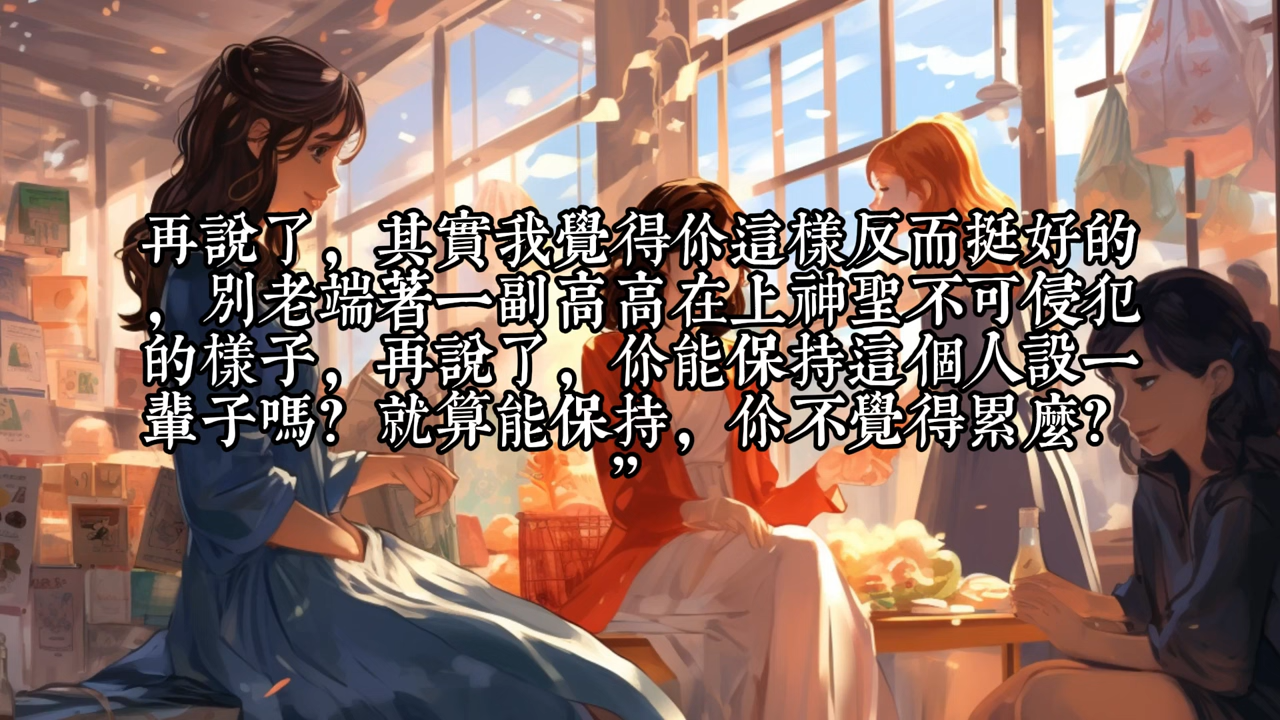 再說了，其實我覺得你這樣反而挺好的
，別老端著一副高高在上神聖不可侵犯
的樣子，再說了，你能保持這個人設一
輩子嗎？就算能保持，你不覺得累麼？
”